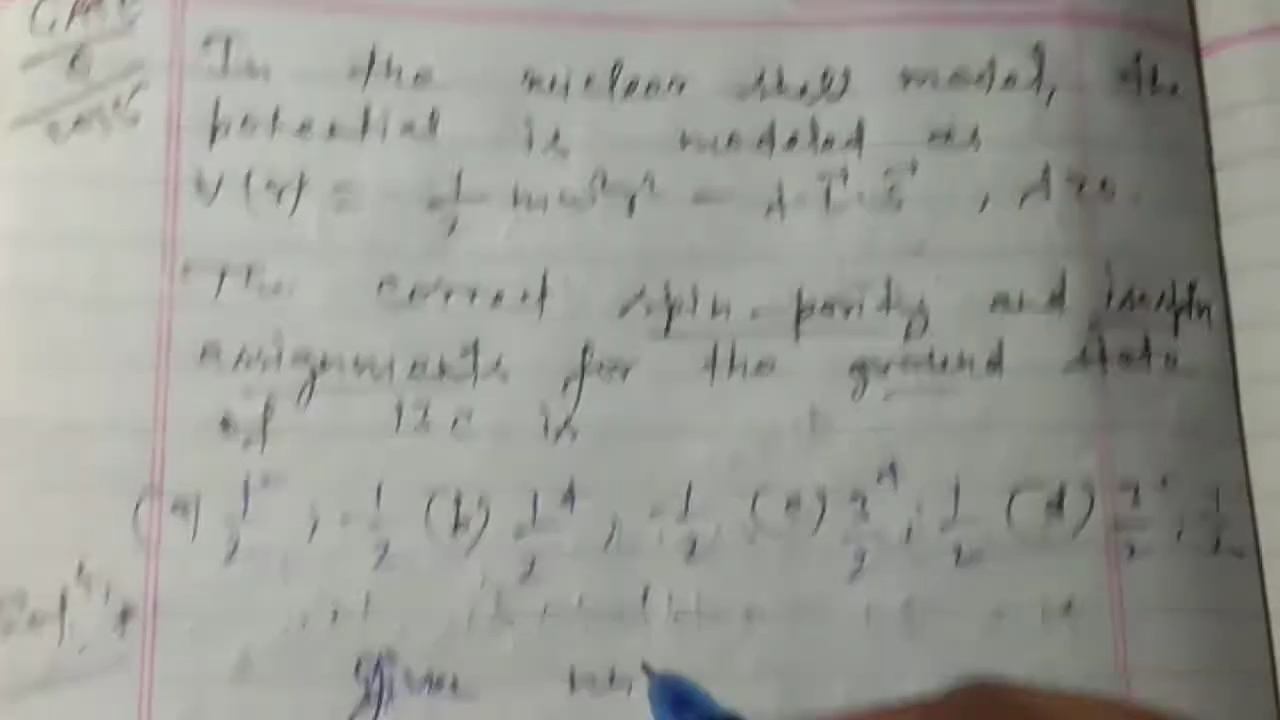 In the nuclear shell model, the
potential is modeled as
V(r) = 1/2 mω²r² - λ L⃗·S⃗ , λ>0.
The correct spin-parity and isospin
assignments for the ground state
of 13C is
(a) 1/2⁻ ; -1/2 (b) 1/2⁺ ; -1/2 (c) 3/2⁺ ; 1/2 (d) 3/2⁻ ; 1/2
Solⁿ:→
given